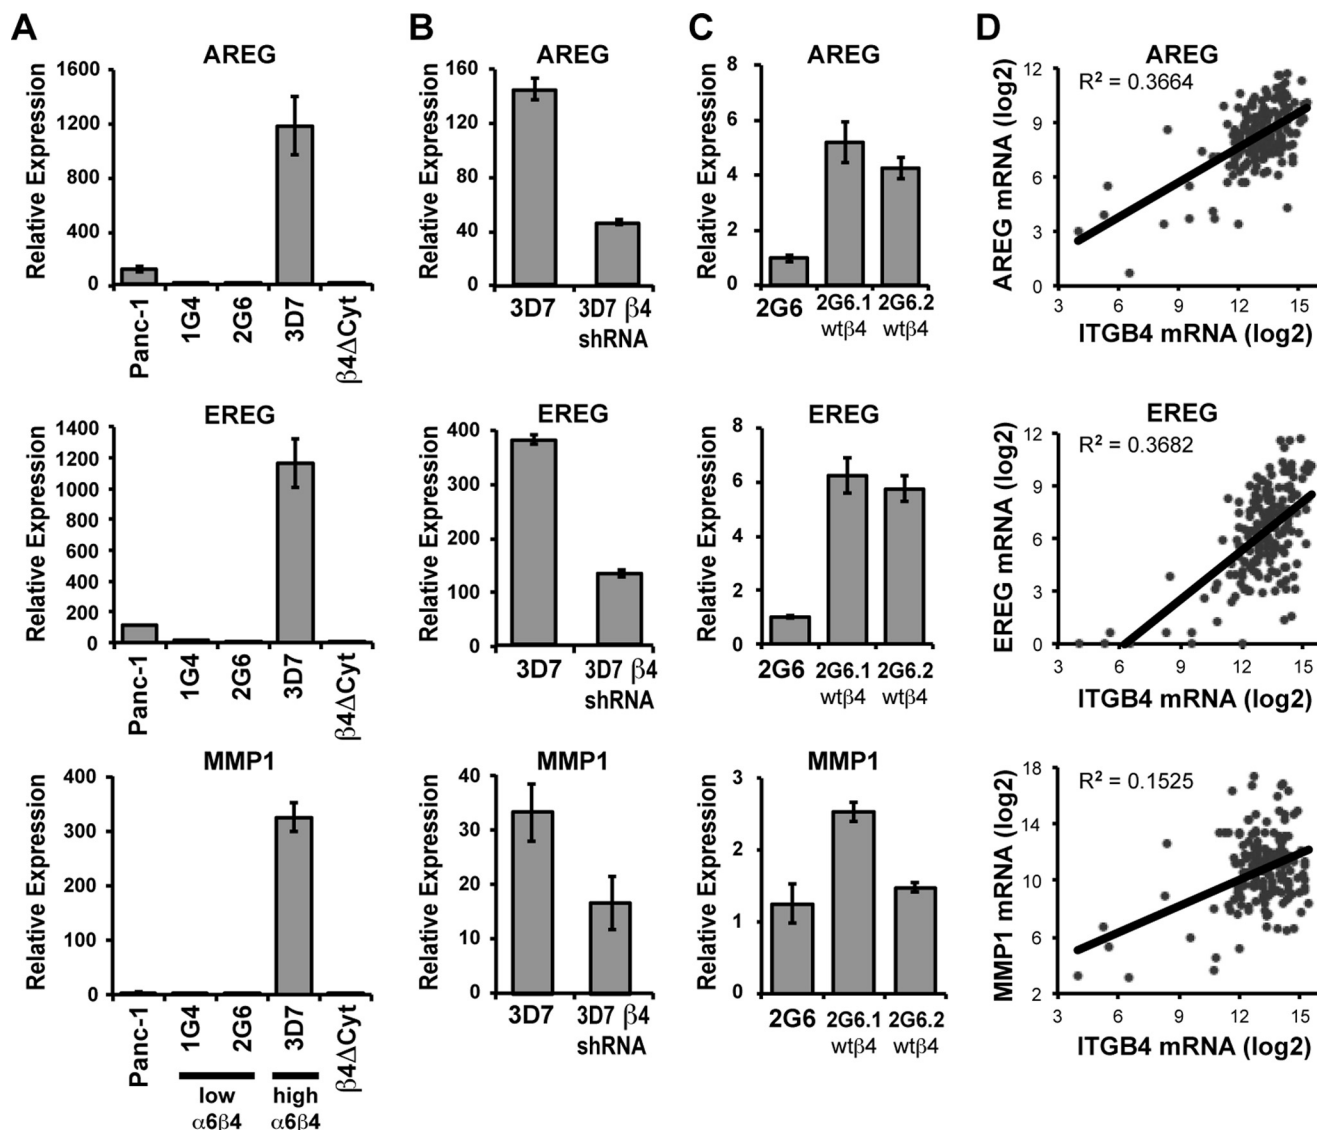 A
B
C
D
AREG
Relative Expression
1600
1200
800
400
0
Panc-1
1G4
2G6
3D7
β4ΔCyt
AREG
Relative Expression
160
120
80
40
0
3D7
3D7 β4
shRNA
AREG
Relative Expression
8
6
4
2
0
2G6
2G6.1
wtβ4
2G6.2
wtβ4
AREG
R² = 0.3664
AREG mRNA (log2)
12
9
6
3
0
3 6 9 12 15
ITGB4 mRNA (log2)
EREG
Relative Expression
1400
1200
1000
800
600
400
200
0
Panc-1
1G4
2G6
3D7
β4ΔCyt
EREG
Relative Expression
400
300
200
100
0
3D7
3D7 β4
shRNA
EREG
Relative Expression
8
6
4
2
0
2G6
2G6.1
wtβ4
2G6.2
wtβ4
EREG
R² = 0.3682
EREG mRNA (log2)
12
9
6
3
0
3 6 9 12 15
ITGB4 mRNA (log2)
MMP1
Relative Expression
400
300
200
100
0
Panc-1
1G4
2G6
3D7
β4ΔCyt
low
α6β4
high
α6β4
MMP1
Relative Expression
40
30
20
10
0
3D7
3D7 β4
shRNA
MMP1
Relative Expression
3
2
1
0
2G6
2G6.1
wtβ4
2G6.2
wtβ4
R² = 0.1525
MMP1 mRNA (log2)
18
14
10
6
2
3 6 9 12 15
ITGB4 mRNA (log2)